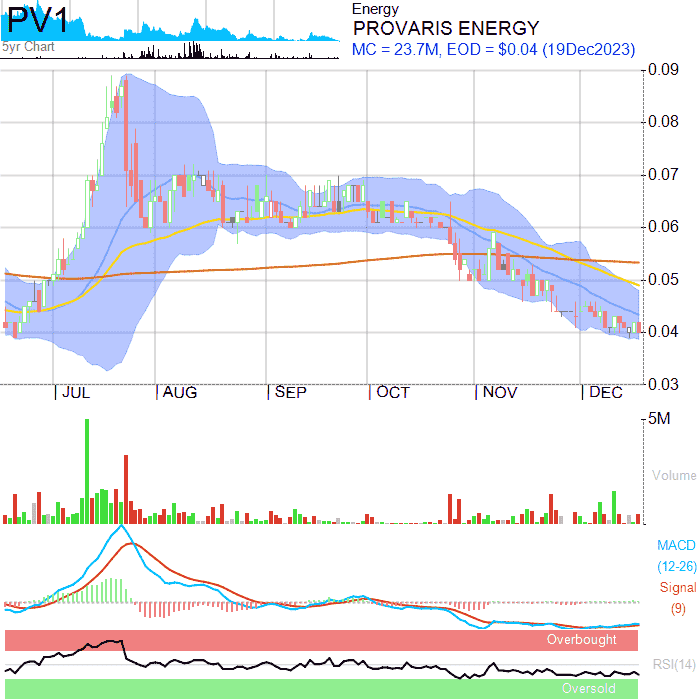 PV1
5yr Chart
Energy
PROVARIS ENERGY
MC = 23.7M, EOD = $0.04 (19Dec2023)
0.09
0.08
0.07
0.06
0.05
0.04
0.03
JUL AUG SEP OCT NOV DEC
5M
Volume
MACD
(12-26)
Signal
(9)
Overbought
RSI(14)
Oversold